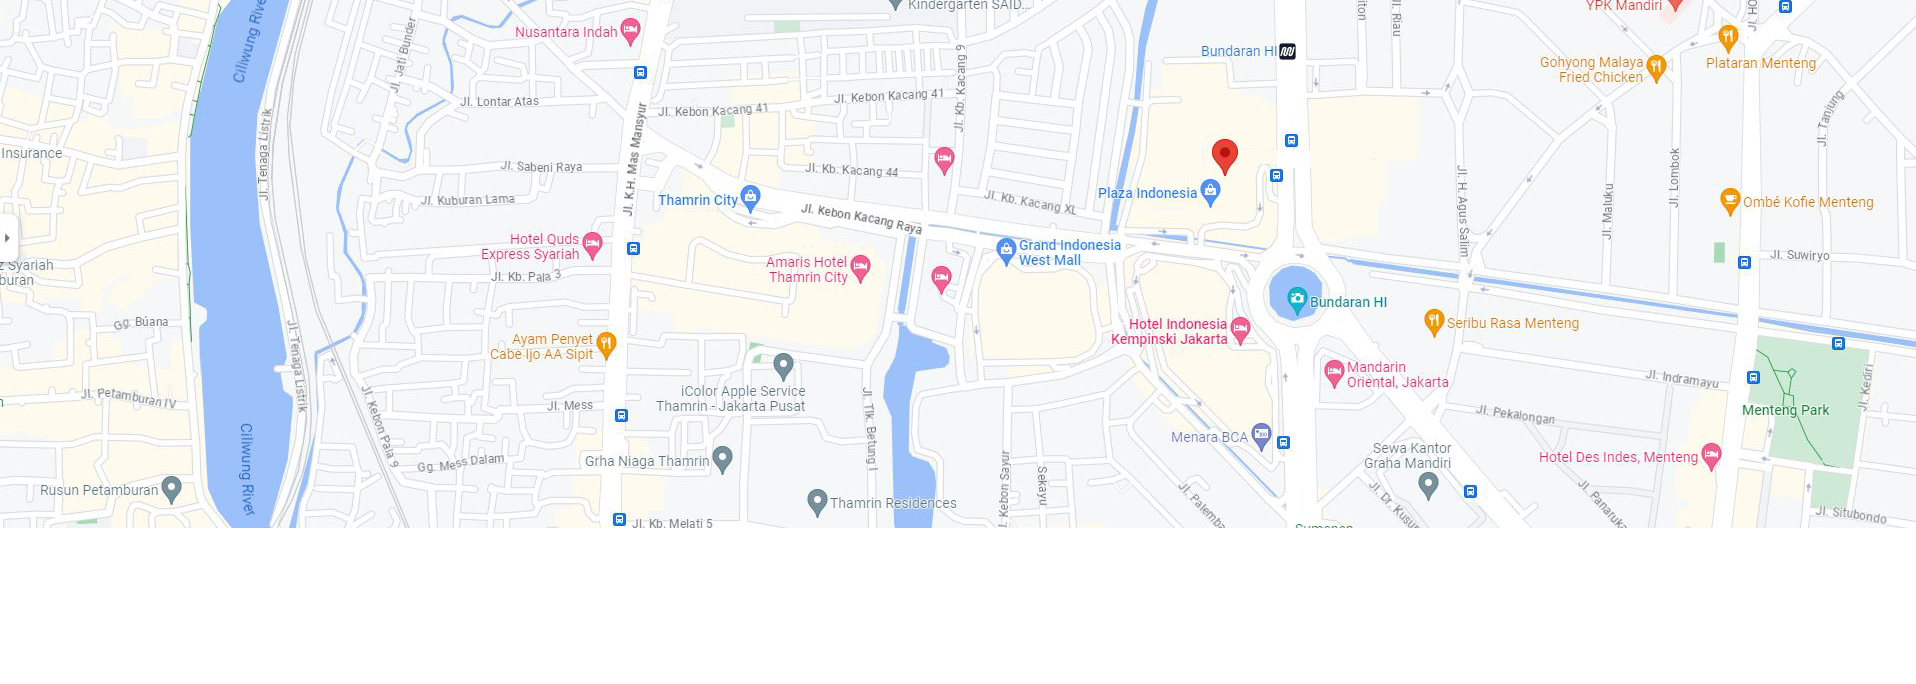 Kindergarten SAID...
YPK Mandiri
Nusantara Indah
Ciliwung River
Jl. Jati Bunder
Jl. Riau
Bundaran HI
Gohyong Malaya
Fried Chicken
Plataran Menteng
Jl. Lontar Atas
Jl. Kebon Kacang 41
Jl. Kebon Kacang 41
Jl. Kb. Kacang 9
Jl. Tanjung
Jl. Tenaga Listrik
Jl. K.H. Mas Mansyur
Insurance
Jl. Sabeni Raya
Jl. Kb. Kacang 44
Jl. Lombok
Jl. Maluku
Jl. H. Agus Salim
Jl. Kuburan Lama
Thamrin City
Jl. Kb. Kacang XL
Plaza Indonesia
Ombé Kofie Menteng
Jl. Kebon Kacang Raya
Hotel Quds
Express Syariah
Grand Indonesia
West Mall
Jl. Suwiryo
z Syariah
buran
Amaris Hotel
Thamrin City
Jl. Kb. Pala 3
Bundaran HI
Gg. Buana
Hotel Indonesia
Kempinski Jakarta
Seribu Rasa Menteng
Ayam Penyet
Cabe Ijo AA Sipit
Jl. Tenaga Listrik
Mandarin
Oriental, Jakarta
Jl. Indramayu
Jl. Kediri
iColor Apple Service
Thamrin - Jakarta Pusat
Jl. Petamburan IV
Jl. Mess
Jl. Kebon Pala 9
Jl. Tlk. Betung I
Menteng Park
Jl. Pekalongan
Menara BCA
Ciliwung River
Gg. Mess Dalam
Grha Niaga Thamrin
Sewa Kantor
Graha Mandiri
Hotel Des Indes, Menteng
Rusun Petamburan
Thamrin Residences
Jl. Kebon Sayur
Sekayu
Jl. Palemba
Jl. Dr. Kusu
Jl. Panaruka
Jl. Situbondo
Jl. Kb. Melati 5